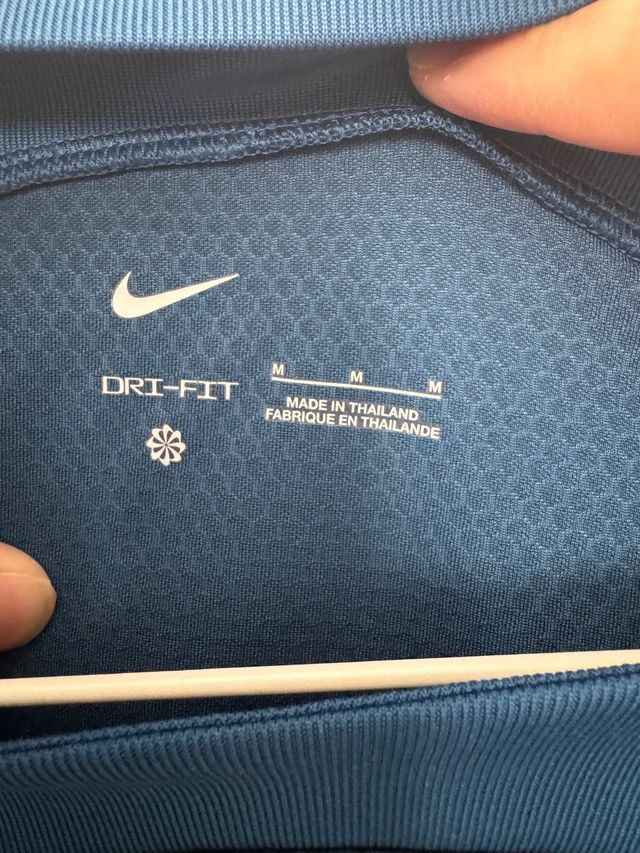 DRI-FIT
M M M
MADE IN THAILAND
FABRIQUE EN THAILANDE